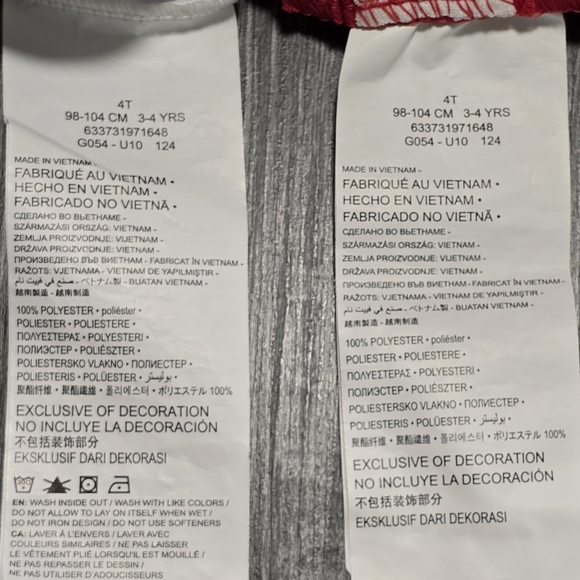 4T
98-104 CM 3-4 YRS
633731971648
G054 - U10 124
MADE IN VIETNAM -
FABRIQUÉ AU VIETNAM •
HECHO EN VIETNAM •
FABRICADO NO VIETNÃ •
СДЕЛАНО ВО ВЬЕТНАМЕ -
SZÁRMAZÁSI ORSZÁG: VIETNAM -
ZEMLJA PROIZVODNJE: VIJETNAM -
DRŽAVA PROIZVODNJE: VIETNAM -
ПРОИЗВЕДЕНО ВЪВ ВИЕТНАМ - FABRICAT ÎN VIETNAM -
RAŽOTS: VJETNAMA - VIETNAM DE YAPILMIŞTIR -
صنع في فييت نام - ベトナム製 - BUATAN VIETNAM -
越南製造 - 越南制造
100% POLYESTER • poliéster •
POLIESTER • POLIESTERE •
ΠΟΛΥΕΣΤΕΡΑΣ • POLYESTERI •
ПОЛИЭСТЕР • POLIÉSZTER •
POLIESTERSKO VLAKNO • ПОЛИЕСТЕР •
POLIESTERIS • POLÜESTER • بوليستر •
聚酯纤维 • 聚酯纖維 • 폴리에스터 • ポリエステル 100%
EXCLUSIVE OF DECORATION
NO INCLUYE LA DECORACIÓN
不包括装饰部分
EKSKLUSIF DARI DEKORASI
EN: WASH INSIDE OUT / WASH WITH LIKE COLORS /
DO NOT ALLOW TO LAY ON ITSELF WHEN WET /
DO NOT IRON DESIGN / DO NOT USE SOFTENERS
CA: LAVER À L'ENVERS / LAVER AVEC
COULEURS SIMILAIRES / NE PAS LAISSER
LE VÊTEMENT PLIÉ LORSQU'IL EST MOUILLÉ /
NE PAS REPASSER LE DESSIN /
NE PAS UTILISER D'ADOUCISSEURS
4T
98-104 CM 3-4 YRS
633731971648
G054 - U10 124
MADE IN VIETNAM -
FABRIQUÉ AU VIETNAM •
HECHO EN VIETNAM •
FABRICADO NO VIETNÃ •
СДЕЛАНО ВО ВЬЕТНАМЕ -
SZÁRMAZÁSI ORSZÁG: VIETNAM -
ZEMLJA PROIZVODNJE: VIJETNAM -
DRŽAVA PROIZVODNJE: VIETNAM -
ПРОИЗВЕДЕНО ВЪВ ВИЕТНАМ - FABRICAT ÎN VIETNAM -
RAŽOTS: VJETNAMA - VIETNAM DE YAPILMIŞTIR -
صنع في فييت نام - ベトナム製 - BUATAN VIETNAM -
越南製造 - 越南制造
100% POLYESTER • poliéster •
POLIESTER • POLIESTERE •
ΠΟΛΥΕΣΤΕΡΑΣ • POLYESTERI •
ПОЛИЭСТЕР • POLIÉSZTER •
POLIESTERSKO VLAKNO • ПОЛИЕСТЕР •
POLIESTERIS • POLÜESTER • بوليستر •
聚酯纤维 • 聚酯纖維 • 폴리에스터 • ポリエステル 100%
EXCLUSIVE OF DECORATION
NO INCLUYE LA DECORACIÓN
不包括装饰部分
EKSKLUSIF DARI DEKORASI